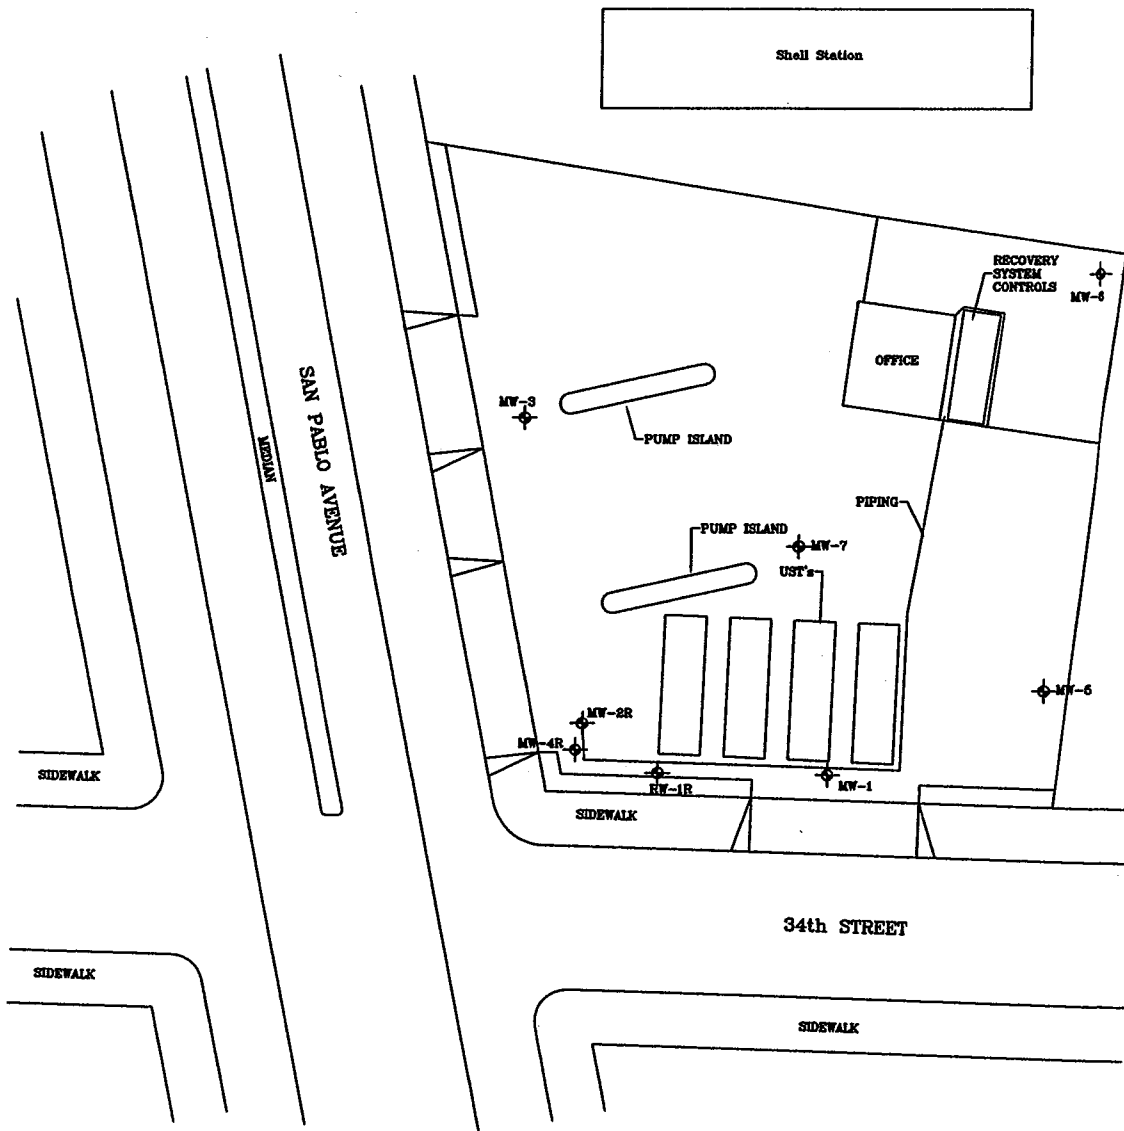 Shell Station
RECOVERY
SYSTEM
CONTROLS
MW-6
OFFICE
SAN PABLO AVENUE
MEDIAN
MW-3
PUMP ISLAND
PIPING
PUMP ISLAND
MW-7
UST's
MW-5
MW-2R
MW-4R
RW-1R
MW-1
SIDEWALK
SIDEWALK
34th STREET
SIDEWALK
SIDEWALK